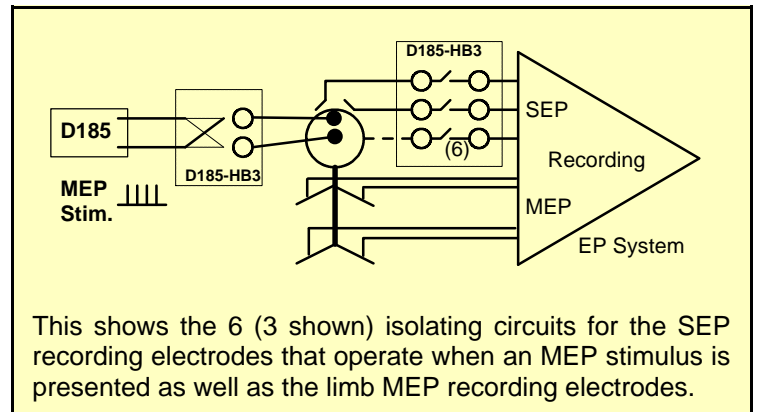 D185-HB3
SEP
D185
(6)
Recording
D185-HB3
MEP
Stim.
MEP
EP System
This shows the 6 (3 shown) isolating circuits for the SEP
recording electrodes that operate when an MEP stimulus is
presented as well as the limb MEP recording electrodes.